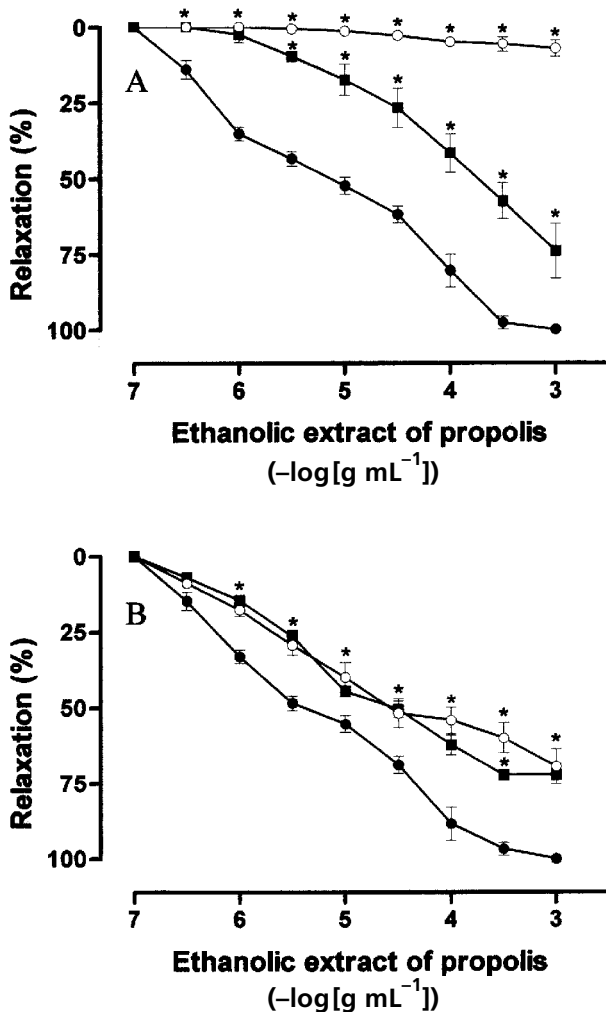 0
25
50
75
100
Relaxation (%)
A
* * * * * * * *
* * * * * *
7 6 5 4 3
Ethanolic extract of propolis
(–log[g mL⁻¹])
0
25
50
75
100
Relaxation (%)
B
* * * * * * *
*
7 6 5 4 3
Ethanolic extract of propolis
(–log[g mL⁻¹])